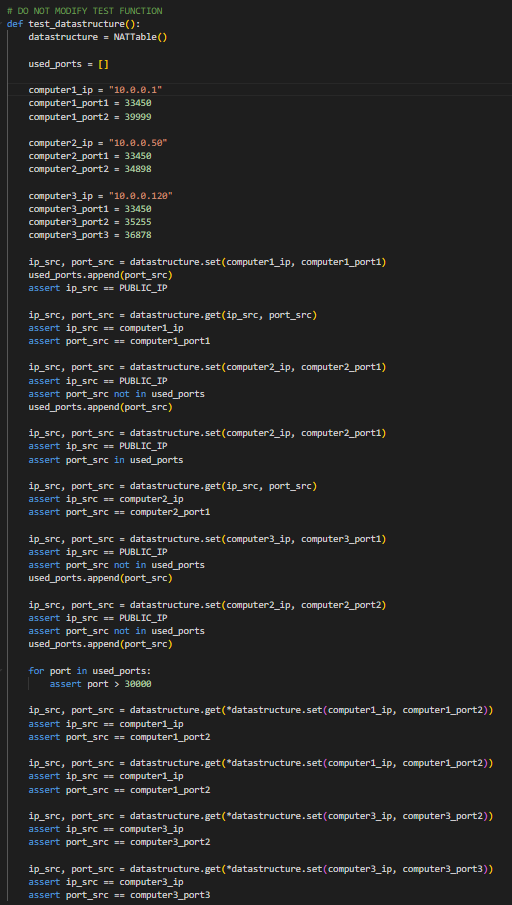 # DO NOT MODIFY TEST FUNCTION
def test_datastructure():
    datastructure = NATTable()

    used_ports = []

    computer1_ip = "10.0.0.1"
    computer1_port1 = 33450
    computer1_port2 = 39999

    computer2_ip = "10.0.0.50"
    computer2_port1 = 33450
    computer2_port2 = 34898

    computer3_ip = "10.0.0.120"
    computer3_port1 = 33450
    computer3_port2 = 35255
    computer3_port3 = 36878

    ip_src, port_src = datastructure.set(computer1_ip, computer1_port1)
    used_ports.append(port_src)
    assert ip_src == PUBLIC_IP

    ip_src, port_src = datastructure.get(ip_src, port_src)
    assert ip_src == computer1_ip
    assert port_src == computer1_port1

    ip_src, port_src = datastructure.set(computer2_ip, computer2_port1)
    assert ip_src == PUBLIC_IP
    assert port_src not in used_ports
    used_ports.append(port_src)

    ip_src, port_src = datastructure.set(computer2_ip, computer2_port1)
    assert ip_src == PUBLIC_IP
    assert port_src in used_ports

    ip_src, port_src = datastructure.get(ip_src, port_src)
    assert ip_src == computer2_ip
    assert port_src == computer2_port1

    ip_src, port_src = datastructure.set(computer3_ip, computer3_port1)
    assert ip_src == PUBLIC_IP
    assert port_src not in used_ports
    used_ports.append(port_src)

    ip_src, port_src = datastructure.set(computer2_ip, computer2_port2)
    assert ip_src == PUBLIC_IP
    assert port_src not in used_ports
    used_ports.append(port_src)

    for port in used_ports:
        assert port > 30000

    ip_src, port_src = datastructure.get(*datastructure.set(computer1_ip, computer1_port2))
    assert ip_src == computer1_ip
    assert port_src == computer1_port2

    ip_src, port_src = datastructure.get(*datastructure.set(computer1_ip, computer1_port2))
    assert ip_src == computer1_ip
    assert port_src == computer1_port2

    ip_src, port_src = datastructure.get(*datastructure.set(computer3_ip, computer3_port2))
    assert ip_src == computer3_ip
    assert port_src == computer3_port2

    ip_src, port_src = datastructure.get(*datastructure.set(computer3_ip, computer3_port3))
    assert ip_src == computer3_ip
    assert port_src == computer3_port3